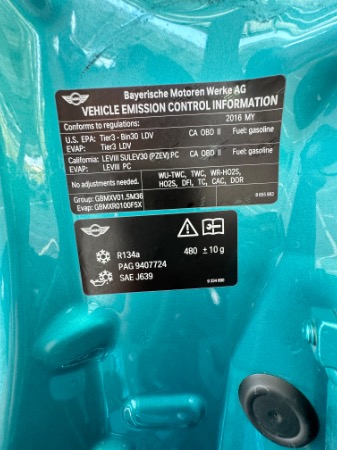 Bayerische Motoren Werke AG
VEHICLE EMISSION CONTROL INFORMATION
Conforms to regulations: 2016 MY
U.S. EPA: Tier3 - Bin30 LDV CA OBD II Fuel: gasoline
EVAP: Tier3 LDV
California: LEVIII SULEV30 (PZEV) PC CA OBD II Fuel: gasoline
EVAP: LEVIII PC
No adjustments needed. WU-TWC, TWC, WR-HO2S,
HO2S, DFI, TC, CAC, DOR
Group: GBMXV01.5M36
Evap: GBMXR0100F5X
MINI
R134a 480 ±10 g
PAG 9407724
SAE J639